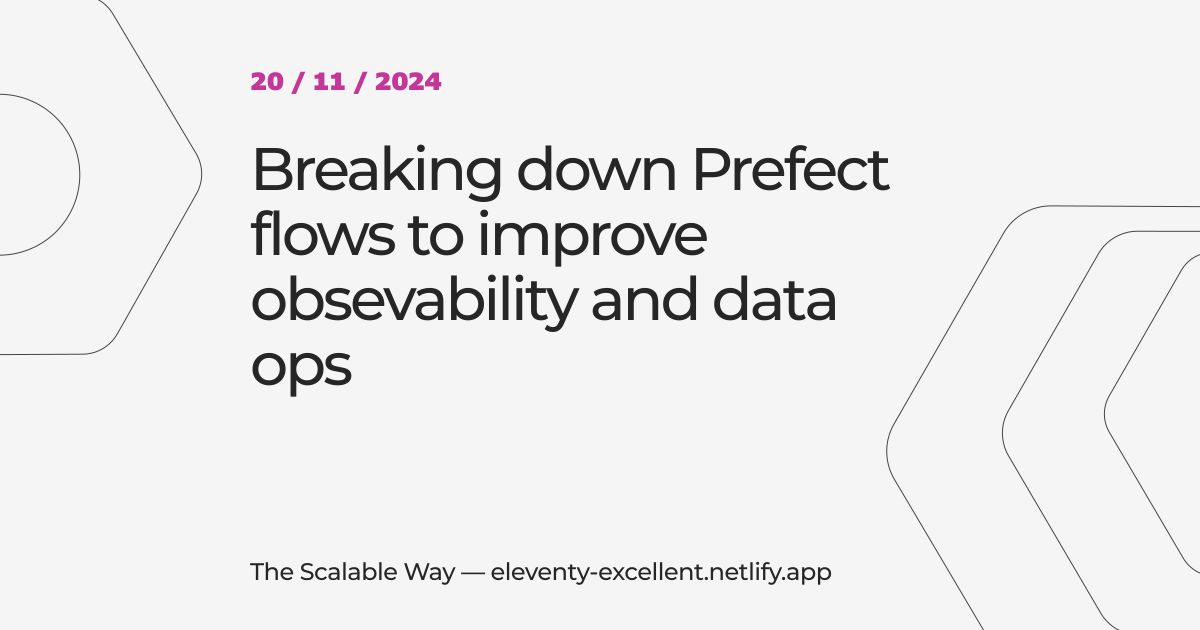 20 / 11 / 2024
Breaking down Prefect
flows to improve
obsevability and data
ops
The Scalable Way — eleventy-excellent.netlify.app